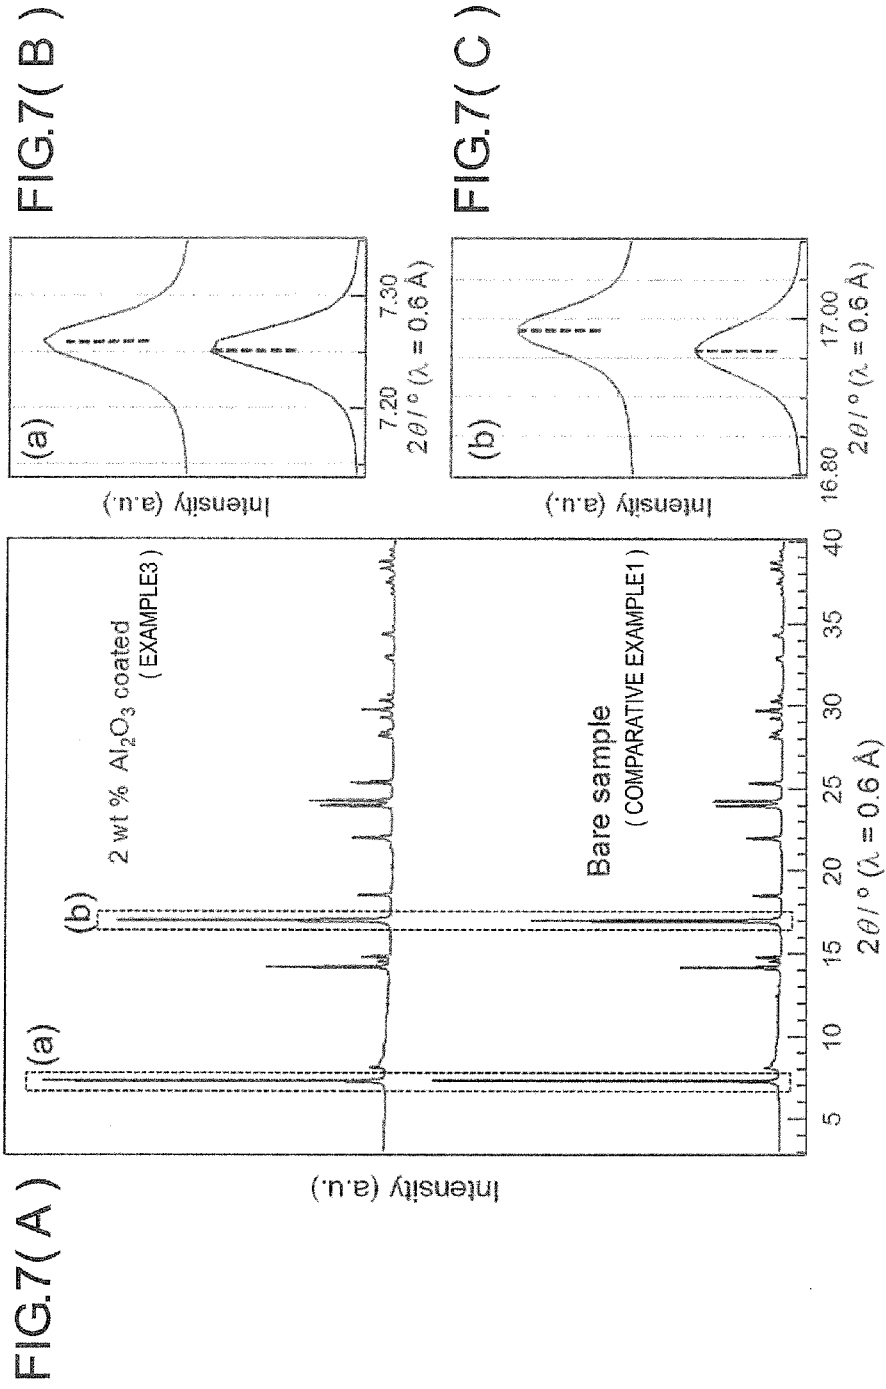 FIG.7( A )
Intensity (a.u.)
(a)
(b)
2 wt % Al₂O₃ coated
( EXAMPLE3 )
Bare sample
( COMPARATIVE EXAMPLE1 )
5 10 15 20 25 30 35 40
2θ / ° (λ = 0.6 Å)
FIG.7( B )
(a)
Intensity (a.u.)
7.20 7.30
2θ / ° (λ = 0.6 Å)
FIG.7( C )
(b)
Intensity (a.u.)
16.80 17.00
2θ / ° (λ = 0.6 Å)